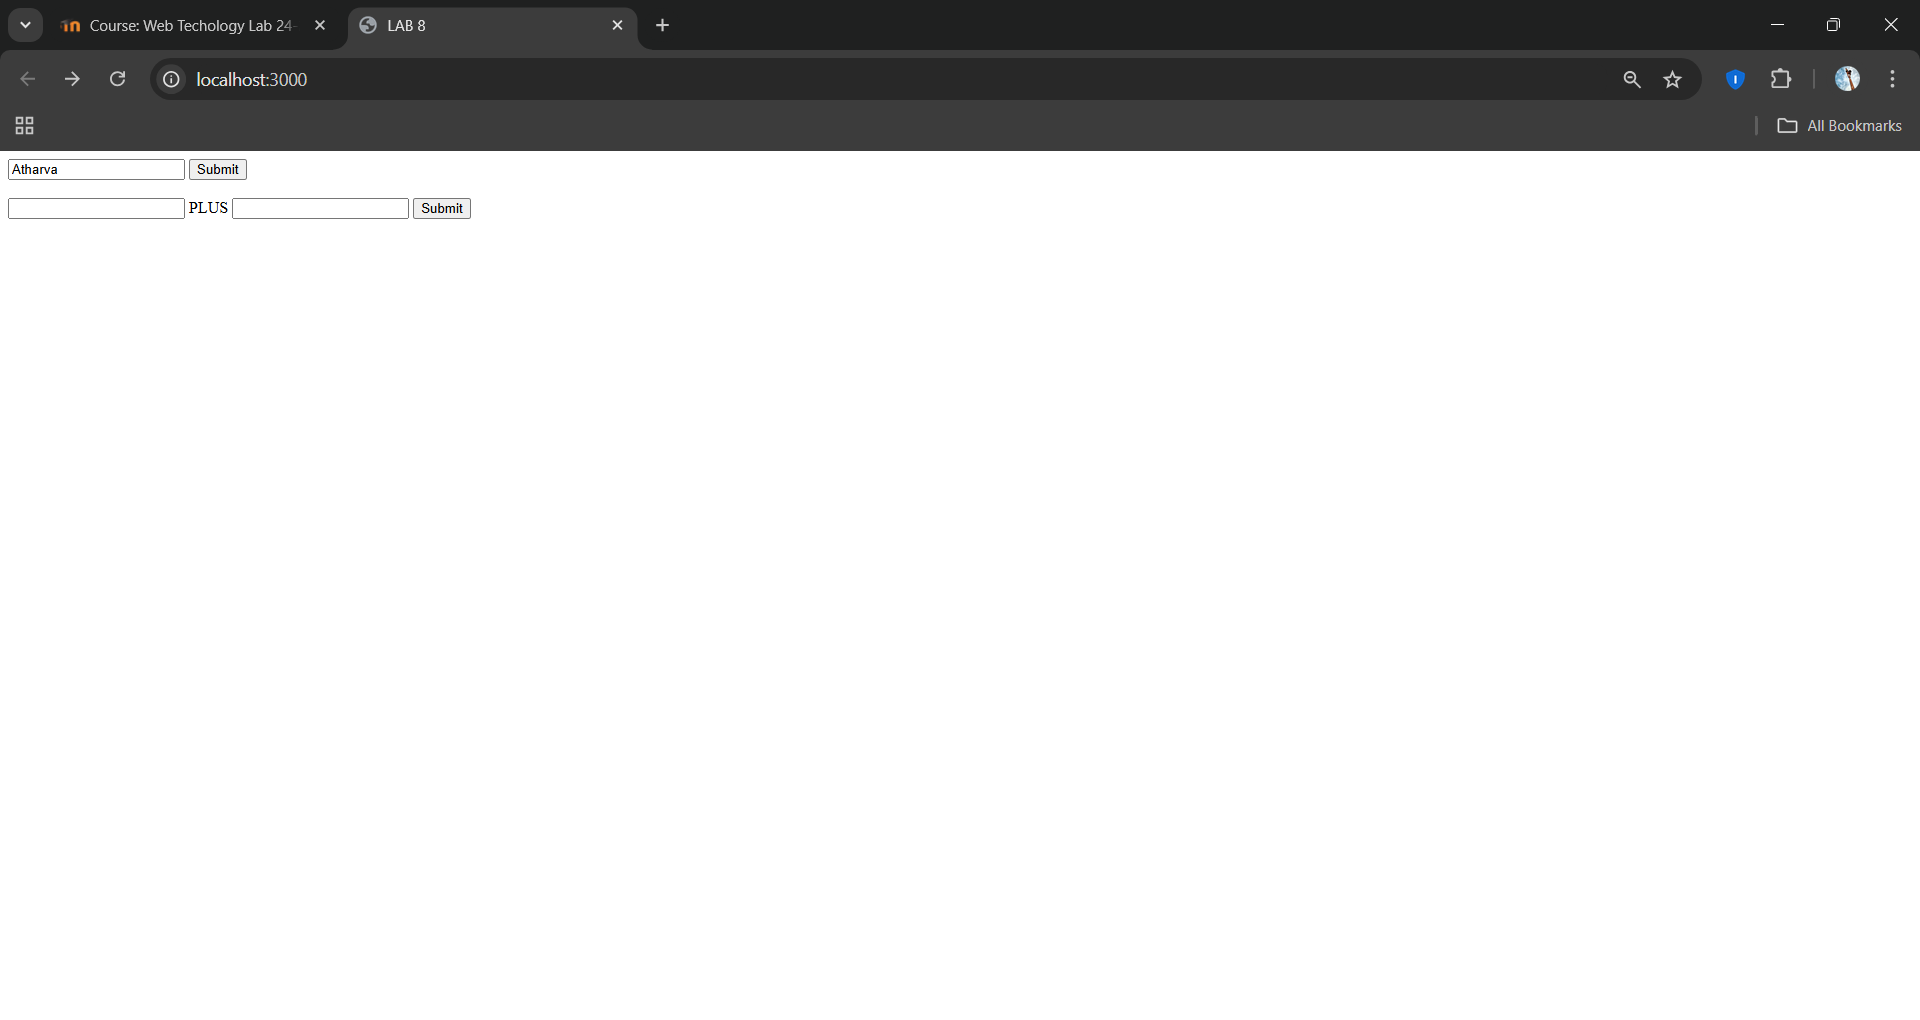 Course: Web Techology Lab 24-
LAB 8
localhost:3000
All Bookmarks
Atharva Submit
PLUS Submit